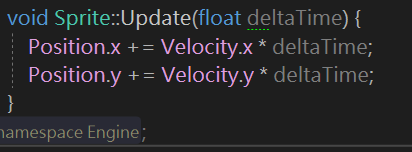 void Sprite::Update(float deltaTime) {
Position.x += Velocity.x * deltaTime;
Position.y += Velocity.y * deltaTime;
}
namespace Engine;